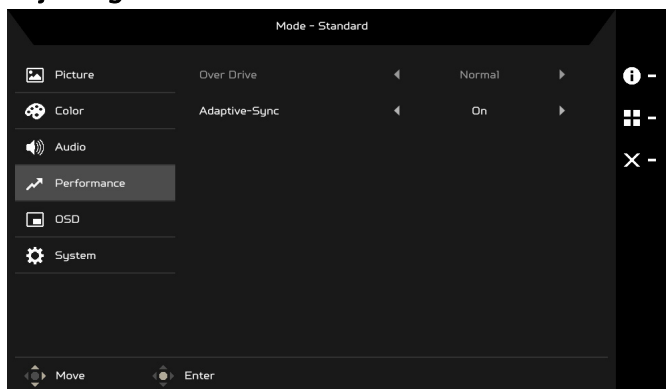 Mode - Standard
Picture
Over Drive Normal
Color
Adaptive-Sync On
Audio
Performance
OSD
System
Move Enter